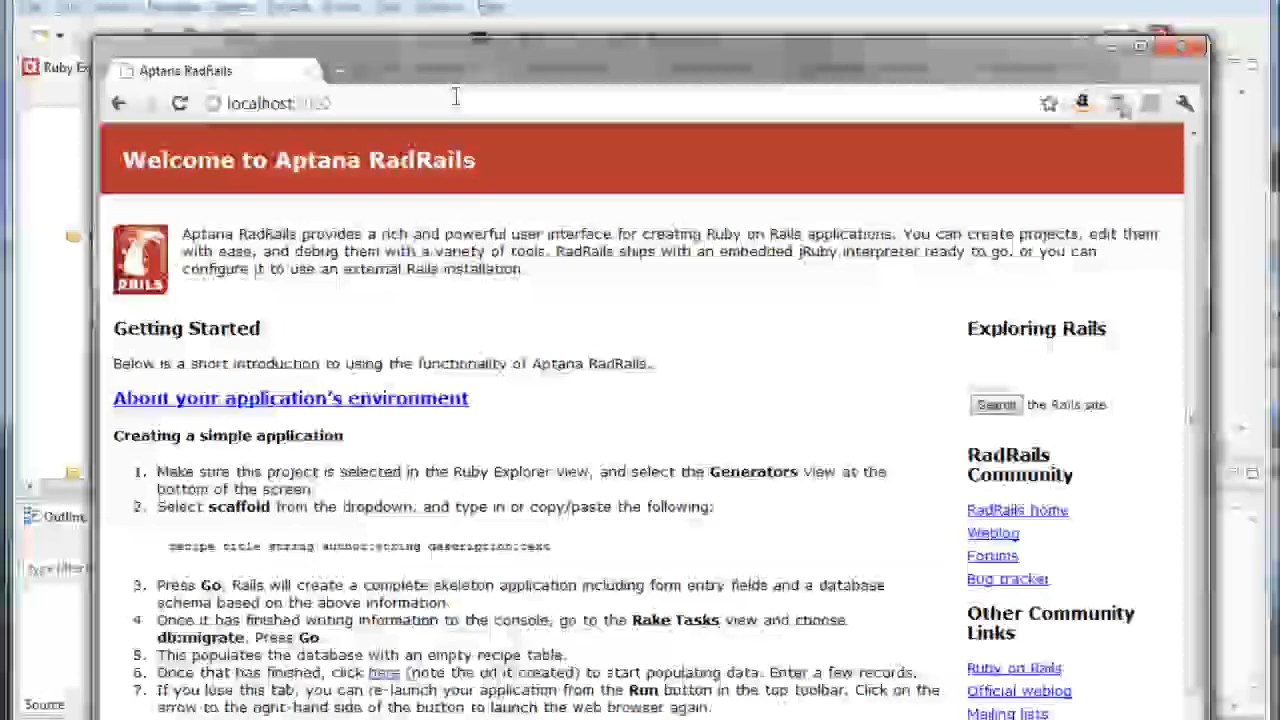 Ruby Ex
Aptana RadRails
localhost
Welcome to Aptana RadRails
RAILS
Aptana RadRails provides a rich and powerful user interface for creating Ruby on Rails applications. You can create projects, edit them
with ease, and debug them with a variety of tools. RadRails ships with an embedded jRuby interpreter ready to go, or you can
configure it to use an external Rails installation.
Getting Started
Below is a short introduction to using the functionality of Aptana RadRails.
About your application's environment
Creating a simple application
1. Make sure this project is selected in the Ruby Explorer view, and select the Generators view at the
bottom of the screen.
2. Select scaffold from the dropdown, and type in or copy/paste the following:
recipe title:string author:string description:text
3. Press Go. Rails will create a complete skeleton application including form entry fields and a database
schema based on the above information.
4. Once it has finished writing information to the console, go to the Rake Tasks view and choose
db:migrate. Press Go.
5. This populates the database with an empty recipe table.
6. Once that has finished, click here (note the url it created) to start populating data. Enter a few records.
7. If you lose this tab, you can re-launch your application from the Run button in the top toolbar. Click on the
arrow to the right-hand side of the button to launch the web browser again.
Exploring Rails
Search the Rails site
RadRails
Community
RadRails home
Weblog
Forums
Bug tracker
Other Community
Links
Ruby on Rails
Official weblog
Mailing lists
Outline
type filter
Source